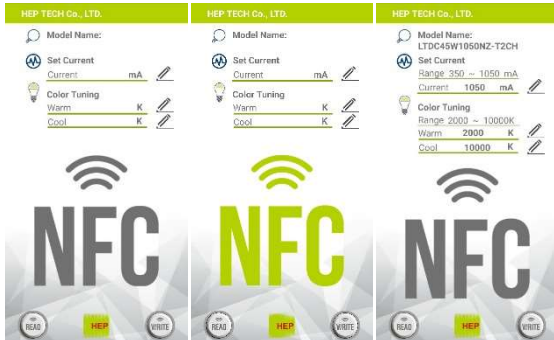 HEP TECH Co., LTD.
Model Name:
Set Current
Current mA
Color Tuning
Warm K
Cool K
NFC
READ
HEP
WRITE
HEP TECH Co., LTD.
Model Name:
Set Current
Current mA
Color Tuning
Warm K
Cool K
NFC
READ
HEP
WRITE
HEP TECH Co., LTD.
Model Name:
LTDC45W1050NZ-T2CH
Set Current
Range 350 ~ 1050 mA
Current 1050 mA
Color Tuning
Range 2000 ~ 10000K
Warm 2000 K
Cool 10000 K
NFC
READ
HEP
WRITE